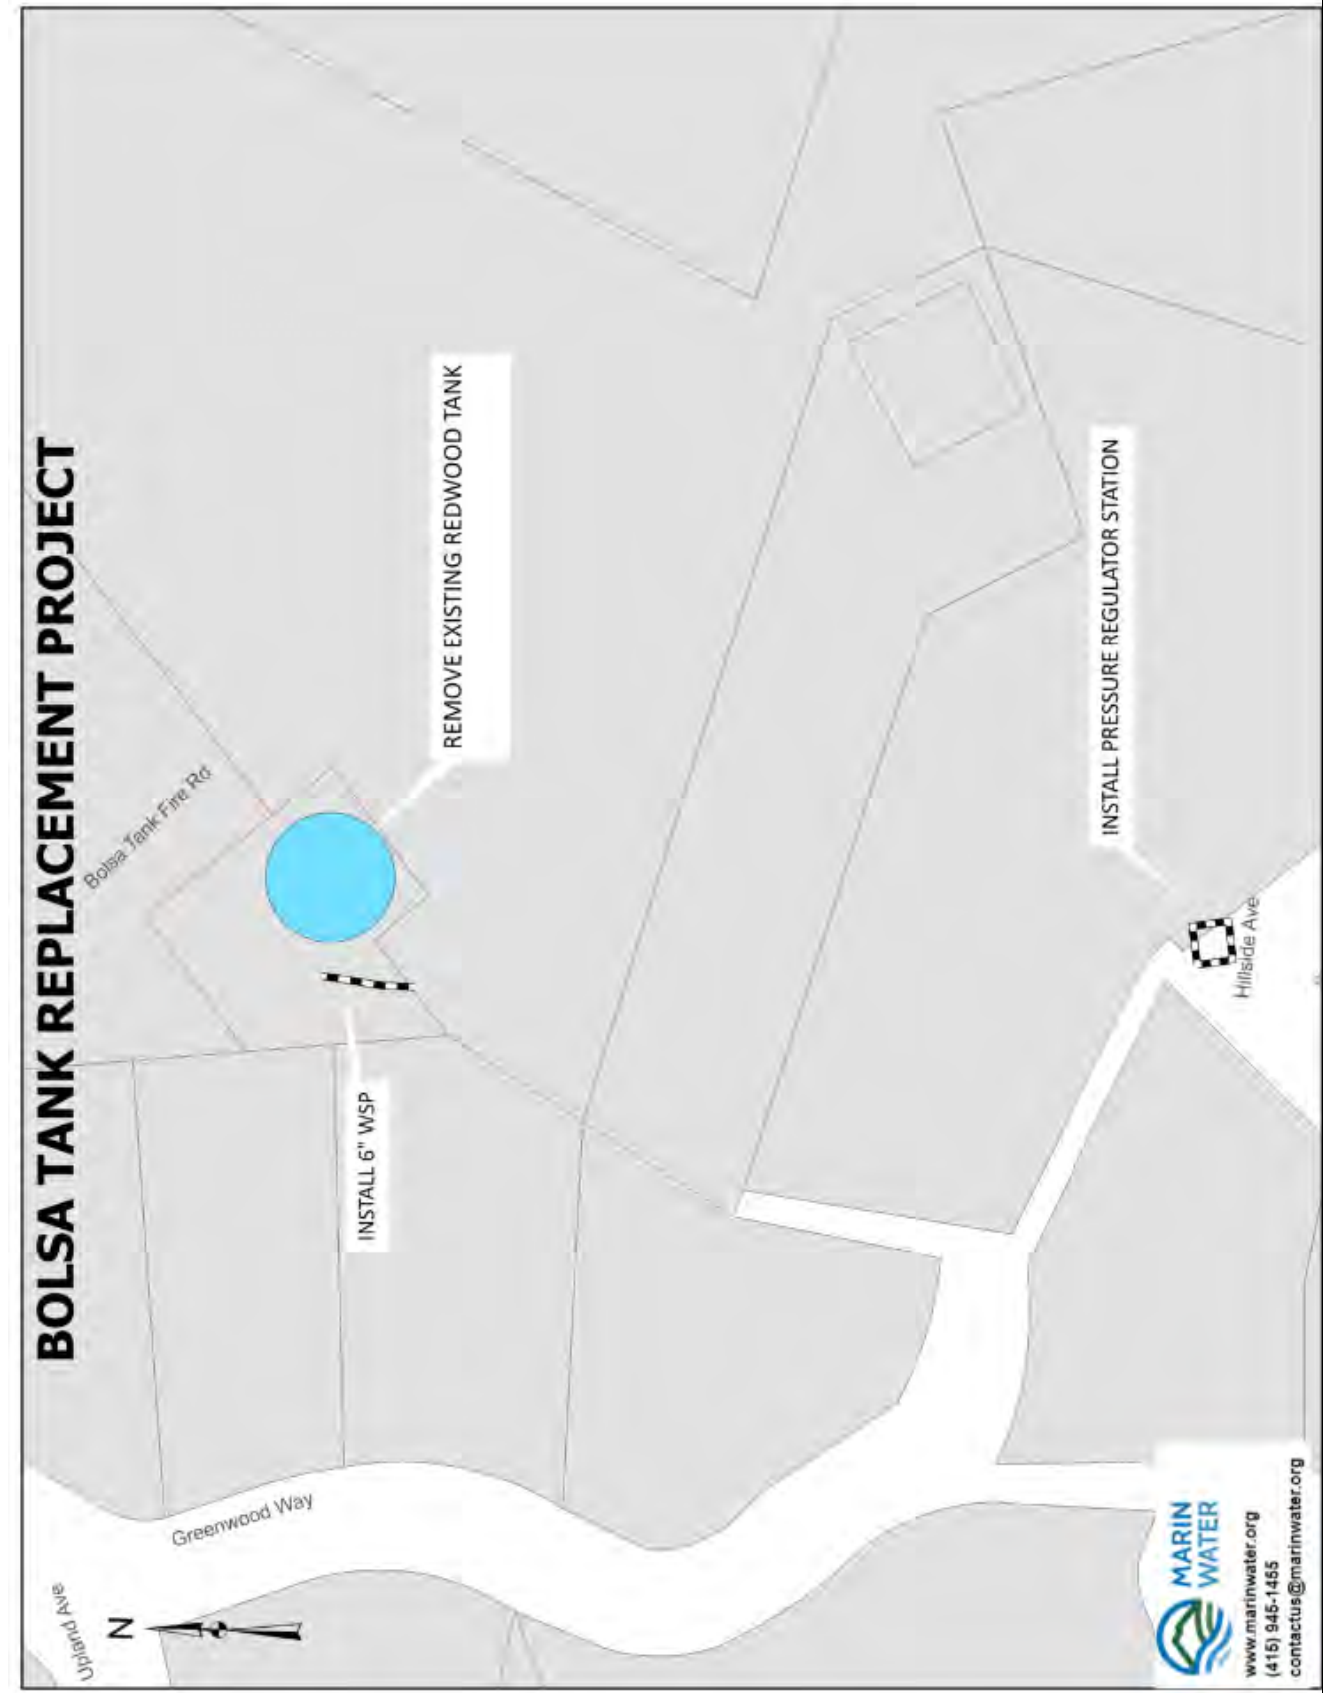 BOLSA TANK REPLACEMENT PROJECT
Upland Ave
N
Greenwood Way
Bolsa Tank Fire Rd
INSTALL 6" WSP
REMOVE EXISTING REDWOOD TANK
INSTALL PRESSURE REGULATOR STATION
Hillside Ave
MARIN
WATER
www.marinwater.org
(415) 945-1455
contactus@marinwater.org